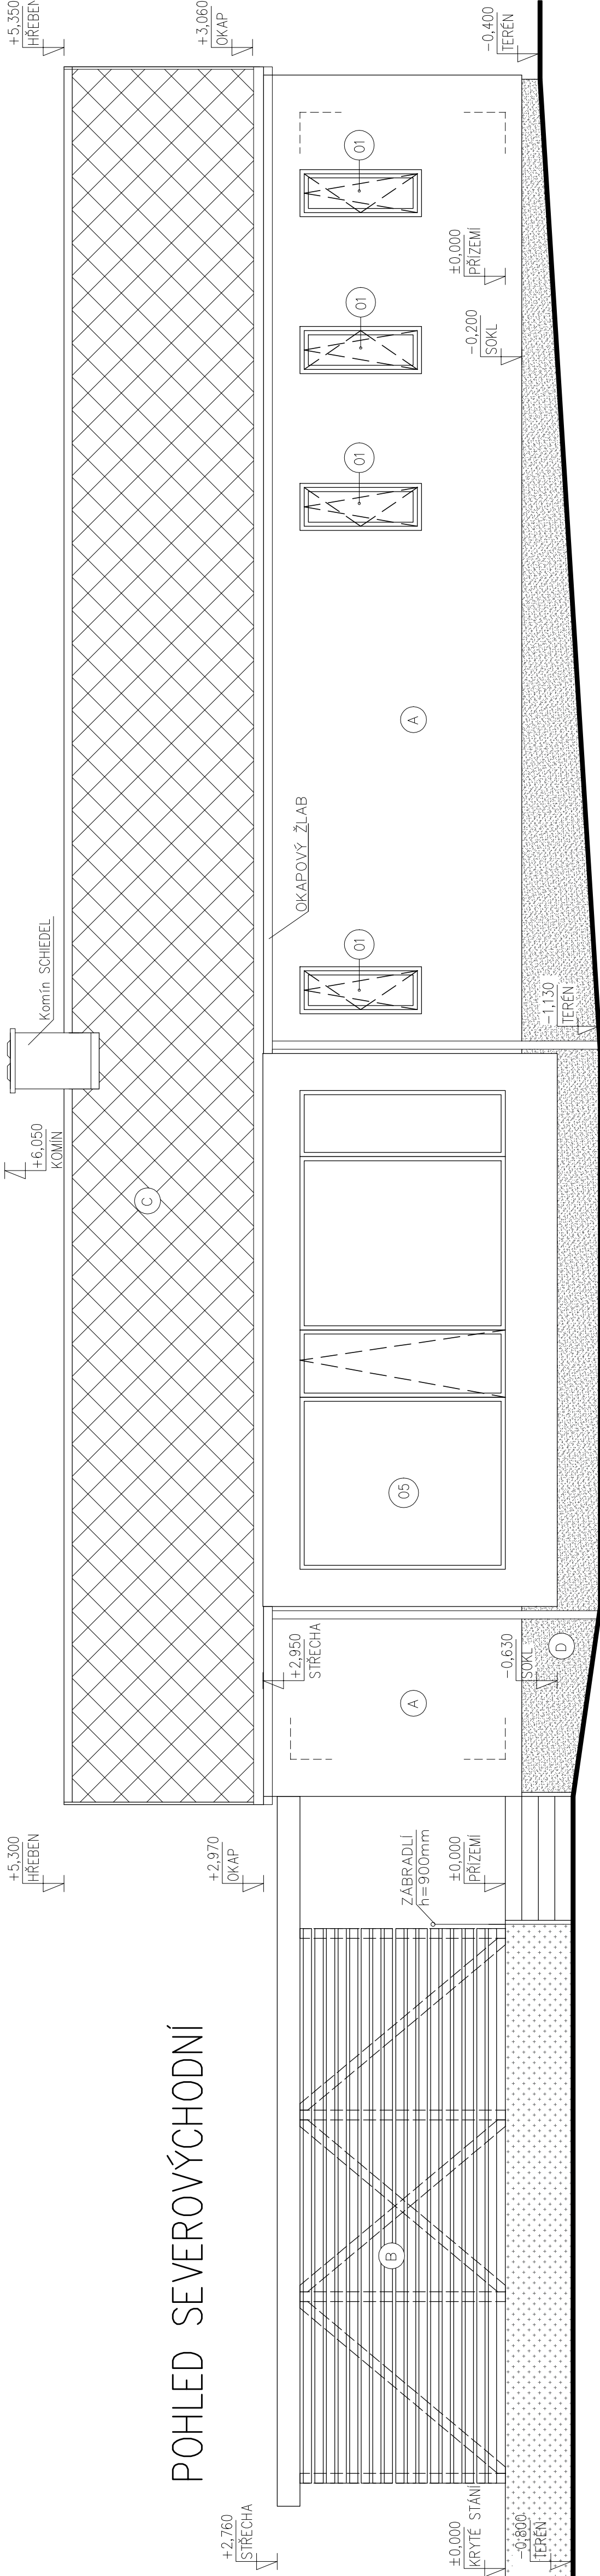 POHLED SEVEROVÝCHODNÍ
+5,300
HŘEBEN
+6,050
KOMÍN
Komín SCHIEDEL
+5,350
HŘEBEN
+2,760
STŘECHA
+2,970
OKAP
+3,060
OKAP
C
+2,950
STŘECHA
OKAPOVÝ ŽLAB
01
01
01
01
B
ZÁBRADLÍ
h=900mm
A
05
A
±0,000
KRYTÉ STÁNÍ
±0,000
PŘÍZEMÍ
±0,000
PŘÍZEMÍ
-0,200
SOKL
-0,400
TERÉN
-0,630
SOKL
D
-0,800
TERÉN
-1,130
TERÉN